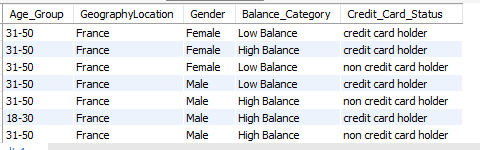 Age_Group GeographyLocation Gender Balance_Category Credit_Card_Status
31-50 France Female Low Balance credit card holder
31-50 France Female High Balance credit card holder
31-50 France Female Low Balance non credit card holder
31-50 France Male Low Balance credit card holder
31-50 France Male High Balance non credit card holder
18-30 France Male High Balance credit card holder
31-50 France Male High Balance non credit card holder